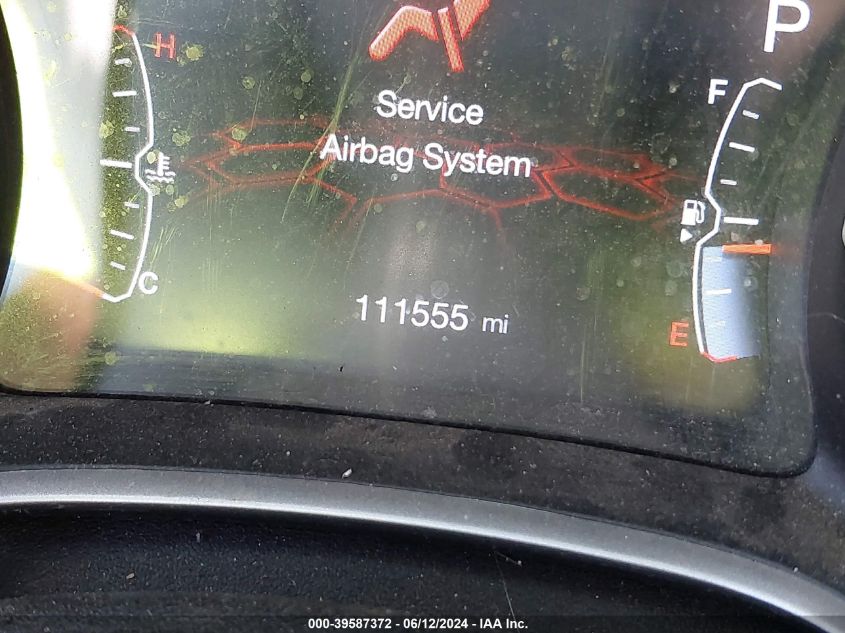 P
H
F
Service
Airbag System
C
111555 mi
E
000-39587372 - 06/12/2024 - IAA Inc.